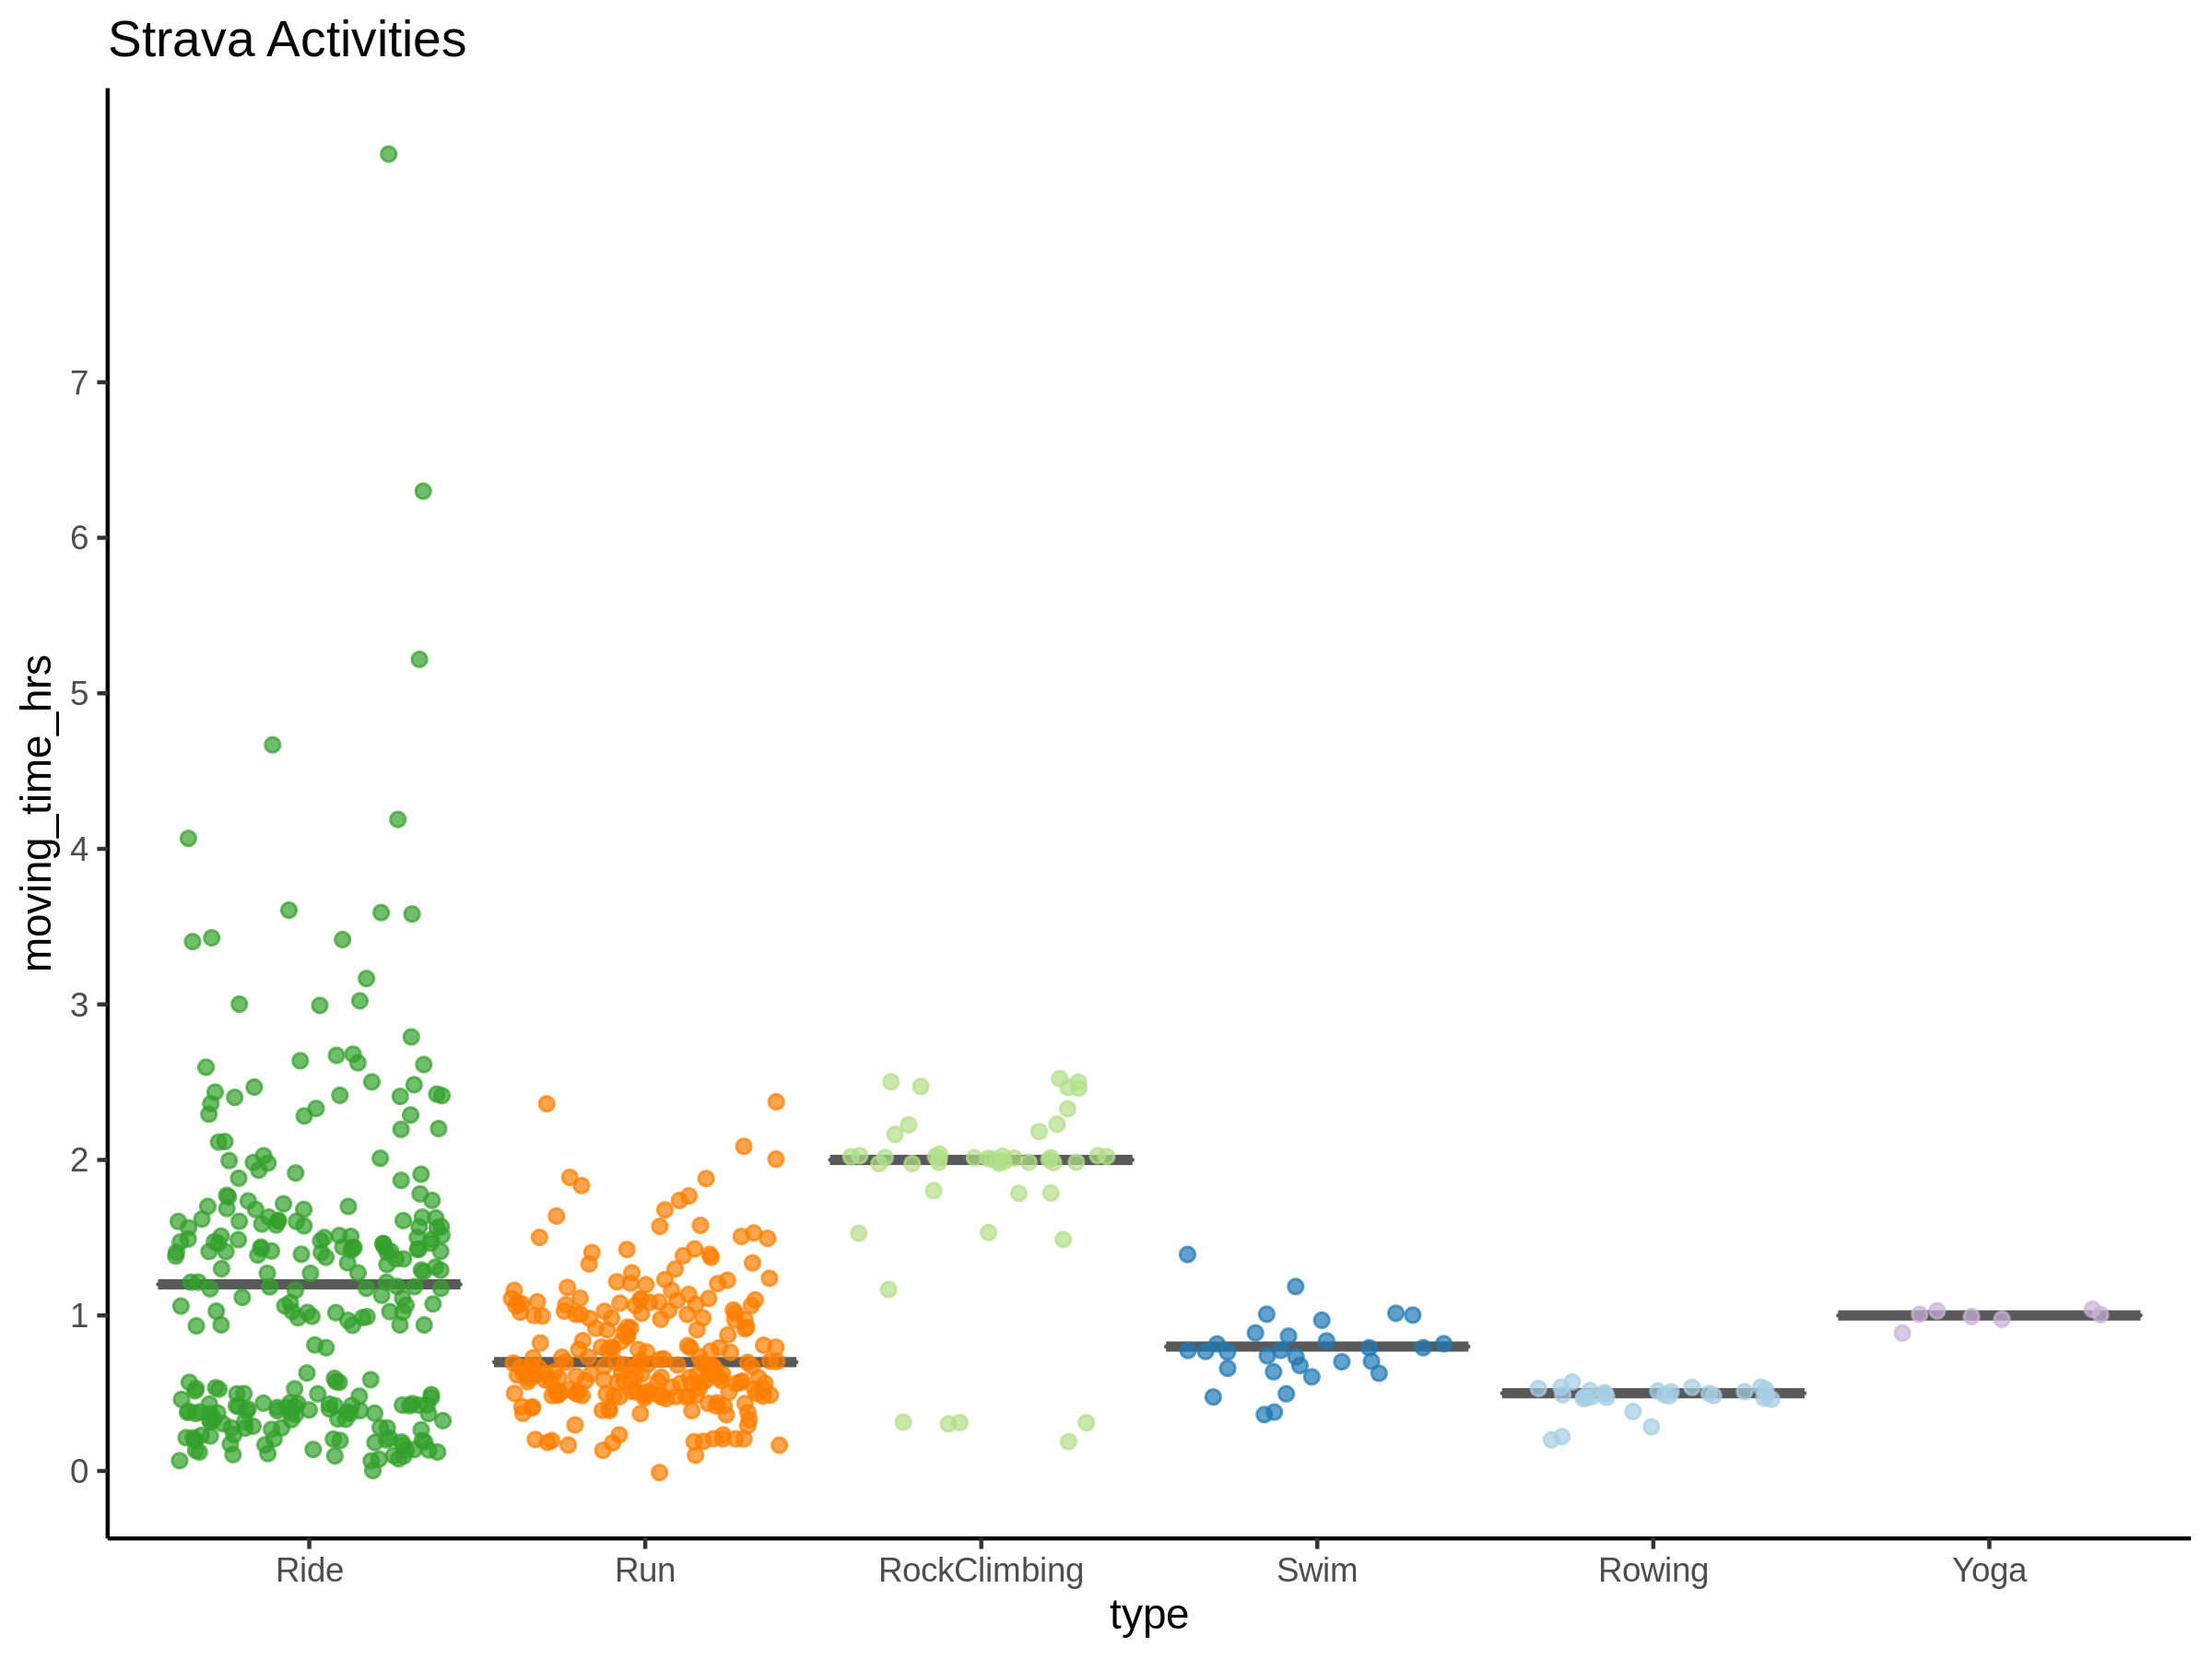 Strava Activities
moving_time_hrs
7
6
5
4
3
2
1
0
Ride Run RockClimbing Swim Rowing Yoga
type